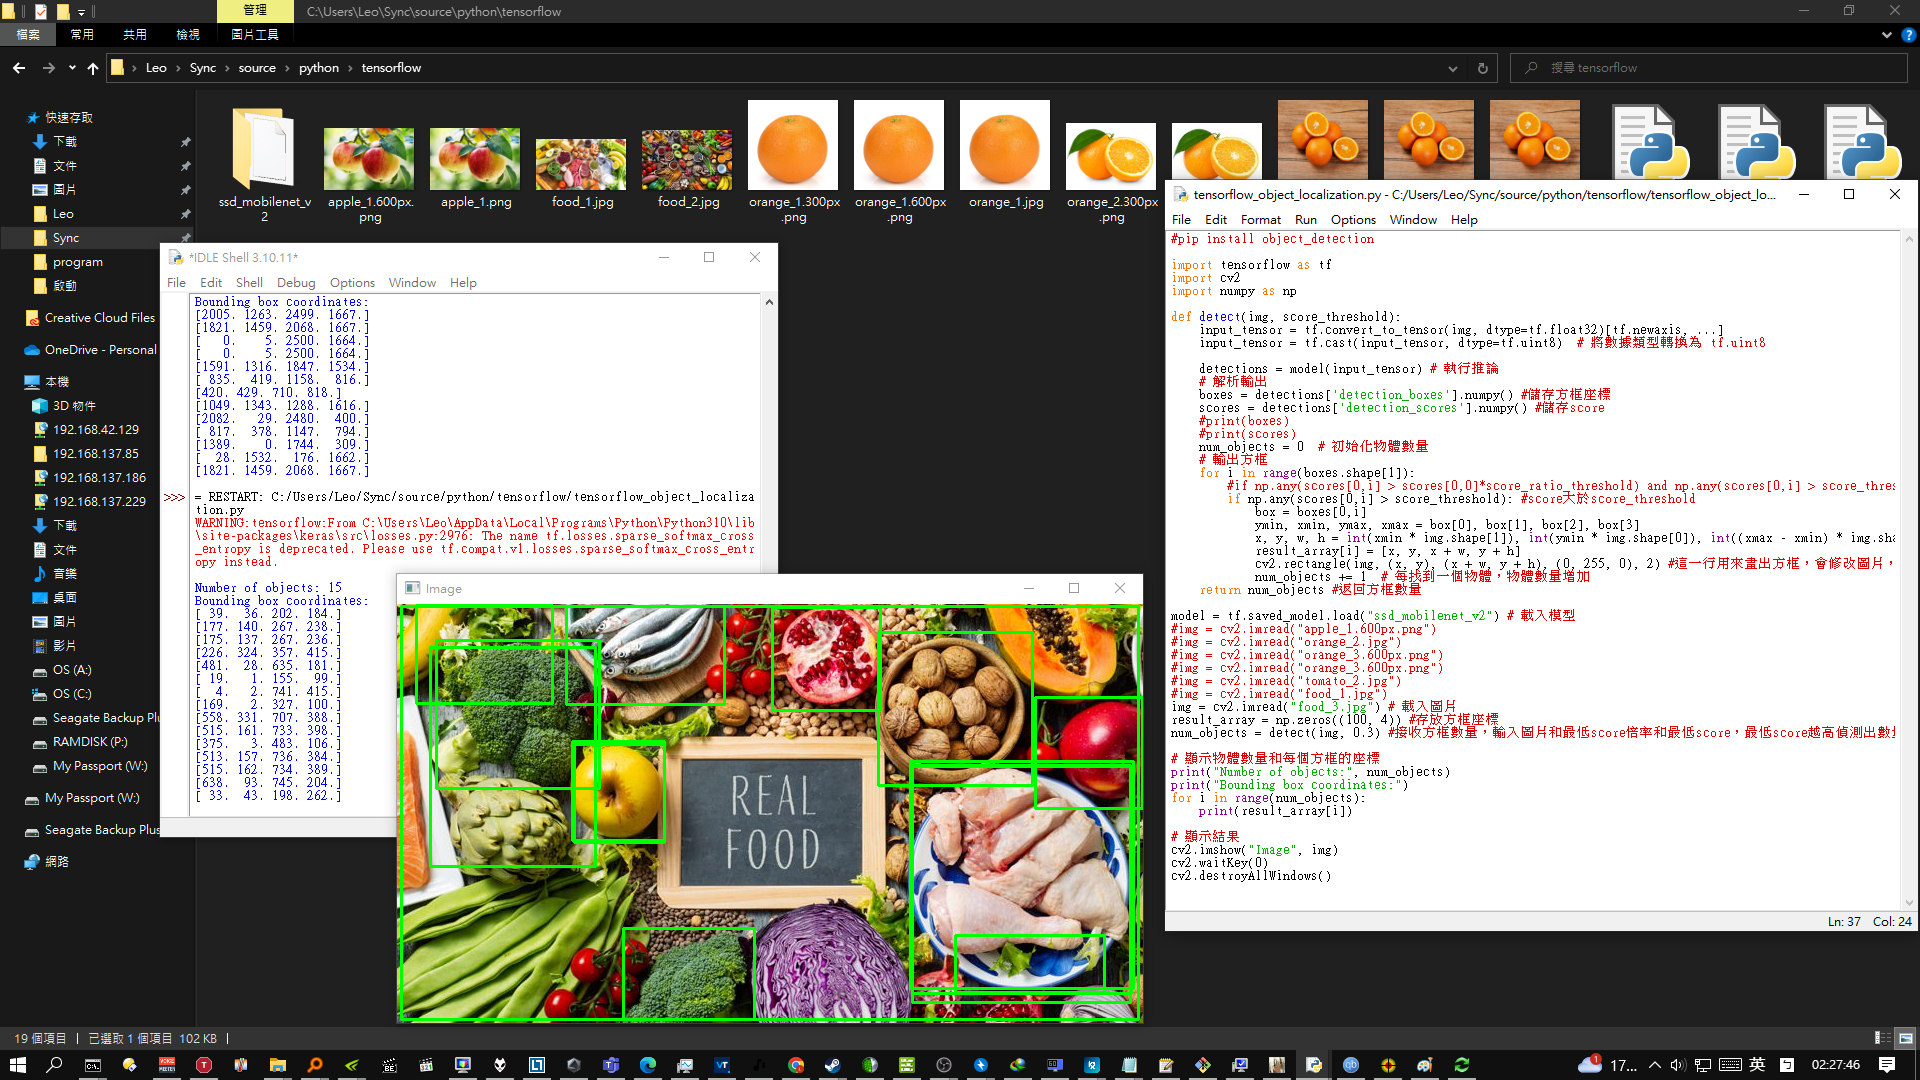 管理
C:\Users\Leo\Sync\source\python\tensorflow
檔案
常用
共用
檢視
圖片工具
Leo
Sync
source
python
tensorflow
搜尋 tensorflow
快速存取
下載
文件
圖片
Leo
Sync
program
啟動
Creative Cloud Files
OneDrive - Personal
本機
3D 物件
192.168.42.129
192.168.137.85
192.168.137.186
192.168.137.229
下載
文件
音樂
桌面
圖片
影片
OS (A:)
OS (C:)
Seagate Backup Plu
RAMDISK (P:)
My Passport (W:)
My Passport (W:)
Seagate Backup Plus
網路
ssd_mobilenet_v
2
apple_1.600px.
png
apple_1.png
food_1.jpg
food_2.jpg
orange_1.300px
.png
orange_1.600px
.png
orange_1.jpg
orange_2.300px
.png
*IDLE Shell 3.10.11*
File Edit Shell Debug Options Window Help
Bounding box coordinates:
[2005. 1263. 2499. 1667.]
[1821. 1459. 2068. 1667.]
[   0.    5. 2500. 1664.]
[   0.    5. 2500. 1664.]
[1591. 1316. 1847. 1534.]
[ 835.  419. 1158.  816.]
[420. 429. 710. 818.]
[1049. 1343. 1288. 1616.]
[2082.   29. 2480.  400.]
[ 817.  378. 1147.  794.]
[1389.    0. 1744.  309.]
[  28. 1532.  176. 1662.]
[1821. 1459. 2068. 1667.]
>>> = RESTART: C:/Users/Leo/Sync/source/python/tensorflow/tensorflow_object_localiza
tion.py
WARNING:tensorflow:From C:\Users\Leo\AppData\Local\Programs\Python\Python310\lib
\site-packages\keras\src\losses.py:2976: The name tf.losses.sparse_softmax_cross
_entropy is deprecated. Please use tf.compat.v1.losses.sparse_softmax_cross_entr
opy instead.
Number of objects: 15
Bounding box coordinates:
[ 39.  36. 202. 184.]
[177. 140. 267. 238.]
[175. 137. 267. 236.]
[226. 324. 357. 415.]
[481.  28. 635. 181.]
[ 19.   1. 155.  99.]
[  4.   2. 741. 415.]
[169.   2. 327. 100.]
[558. 331. 707. 388.]
[515. 161. 733. 398.]
[375.   3. 483. 106.]
[513. 157. 736. 384.]
[515. 162. 734. 389.]
[638.  93. 745. 204.]
[ 33.  43. 198. 262.]
Image
REAL
FOOD
tensorflow_object_localization.py - C:/Users/Leo/Sync/source/python/tensorflow/tensorflow_object_lo...
File Edit Format Run Options Window Help
#pip install object_detection
import tensorflow as tf
import cv2
import numpy as np
def detect(img, score_threshold):
    input_tensor = tf.convert_to_tensor(img, dtype=tf.float32)[tf.newaxis, ...]
    input_tensor = tf.cast(input_tensor, dtype=tf.uint8)  # 將數據類型轉換為 tf.uint8
    detections = model(input_tensor) # 執行推論
    # 解析輸出
    boxes = detections['detection_boxes'].numpy() #儲存方框座標
    scores = detections['detection_scores'].numpy() #儲存score
    #print(boxes)
    #print(scores)
    num_objects = 0  # 初始化物體數量
    # 輸出方框
    for i in range(boxes.shape[1]):
        #if np.any(scores[0,i] > scores[0,0]*score_ratio_threshold) and np.any(scores[0,i] > score_thres
        if np.any(scores[0,i] > score_threshold): #score大於score_threshold
            box = boxes[0,i]
            ymin, xmin, ymax, xmax = box[0], box[1], box[2], box[3]
            x, y, w, h = int(xmin * img.shape[1]), int(ymin * img.shape[0]), int((xmax - xmin) * img.sha
            result_array[i] = [x, y, x + w, y + h]
            cv2.rectangle(img, (x, y), (x + w, y + h), (0, 255, 0), 2) #這一行用來畫出方框，會修改圖片，
            num_objects += 1  # 每找到一個物體，物體數量增加
    return num_objects #返回方框數量
model = tf.saved_model.load("ssd_mobilenet_v2") # 載入模型
#img = cv2.imread("apple_1.600px.png")
#img = cv2.imread("orange_2.jpg")
#img = cv2.imread("orange_3.600px.png")
#img = cv2.imread("orange_3.600px.png")
#img = cv2.imread("tomato_2.jpg")
#img = cv2.imread("food_1.jpg")
img = cv2.imread("food_3.jpg") # 載入圖片
result_array = np.zeros((100, 4)) #存放方框座標
num_objects = detect(img, 0.3) #接收方框數量，輸入圖片和最低score倍率和最低score，最低score越高偵測出數
# 顯示物體數量和每個方框的座標
print("Number of objects:", num_objects)
print("Bounding box Coordinates:")
for i in range(num_objects):
    print(result_array[i])
# 顯示結果
cv2.imshow("Image", img)
cv2.waitKey(0)
cv2.destroyAllWindows()
Ln: 37 Col: 24
19 個項目
已選取 1 個項目 102 KB
17...
英
02:27:46